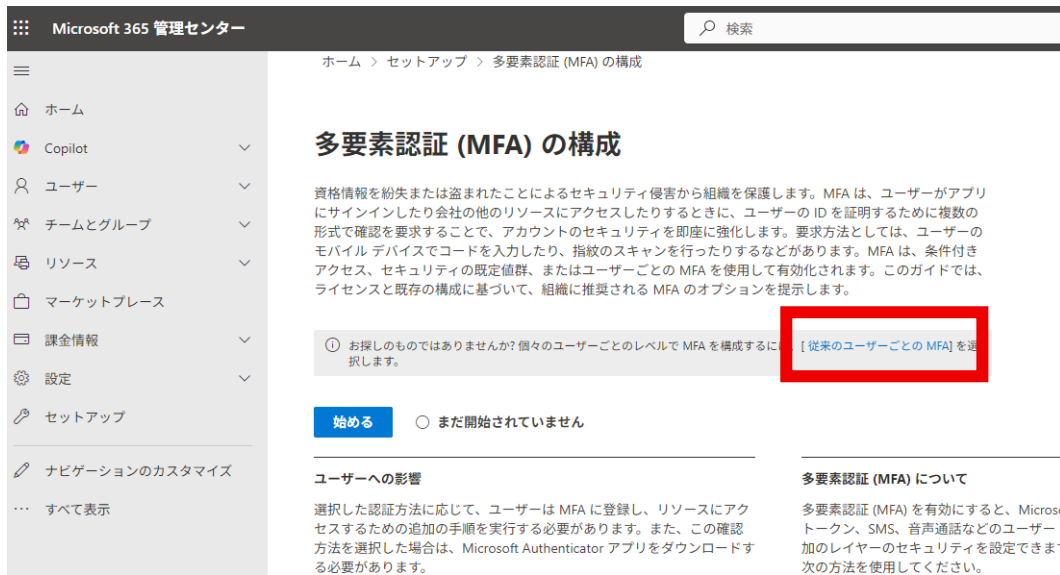 Microsoft 365 管理センター
検索
ホーム > セットアップ > 多要素認証 (MFA) の構成
ホーム
Copilot
ユーザー
チームとグループ
リソース
マーケットプレース
課金情報
設定
セットアップ
ナビゲーションのカスタマイズ
すべて表示
多要素認証 (MFA) の構成
資格情報を紛失または盗まれたことによるセキュリティ侵害から組織を保護します。MFA は、ユーザーがアプリ
にサインインしたり会社の他のリソースにアクセスしたりするときに、ユーザーの ID を証明するために複数の
形式で確認を要求することで、アカウントのセキュリティを即座に強化します。要求方法としては、ユーザーの
モバイル デバイスでコードを入力したり、指紋のスキャンを行ったりするなどがあります。MFA は、条件付き
アクセス、セキュリティの既定値群、またはユーザーごとの MFA を使用して有効化されます。このガイドでは、
ライセンスと既存の構成に基づいて、組織に推奨される MFA のオプションを提示します。
お探しのものではありませんか? 個々のユーザーごとのレベルで MFA を構成するには、[ 従来のユーザーごとの MFA] を選
択します。
始める
まだ開始されていません
ユーザーへの影響
選択した認証方法に応じて、ユーザーは MFA に登録し、リソースにアク
セスするための追加の手順を実行する必要があります。また、この確認
方法を選択した場合は、Microsoft Authenticator アプリをダウンロードす
る必要があります。
多要素認証 (MFA) について
多要素認証 (MFA) を有効にすると、
トークン、SMS、音声通話などのユーザー
加のレイヤーのセキュリティを設定できます
次の方法を使用してください。